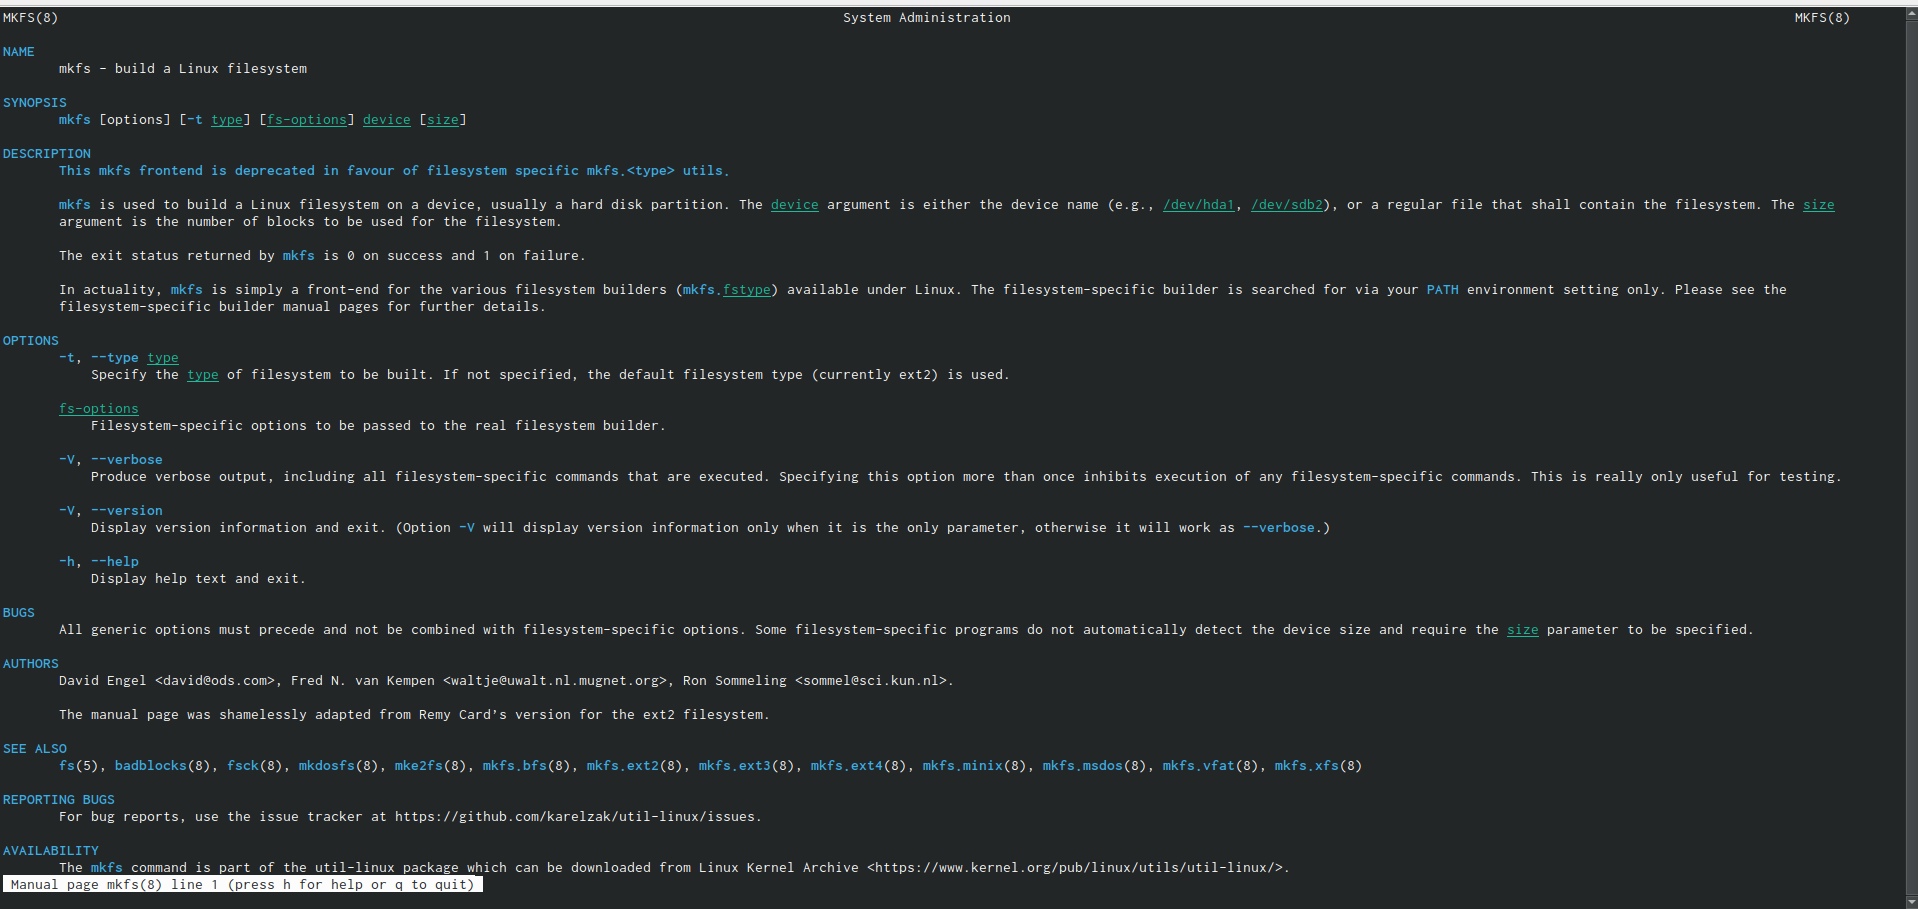 MKFS(8) System Administration MKFS(8)
NAME
mkfs - build a Linux filesystem
SYNOPSIS
mkfs [options] [-t type] [fs-options] device [size]
DESCRIPTION
This mkfs frontend is deprecated in favour of filesystem specific mkfs.<type> utils.
mkfs is used to build a Linux filesystem on a device, usually a hard disk partition. The device argument is either the device name (e.g., /dev/hda1, /dev/sdb2), or a regular file that shall contain the filesystem. The size
argument is the number of blocks to be used for the filesystem.
The exit status returned by mkfs is 0 on success and 1 on failure.
In actuality, mkfs is simply a front-end for the various filesystem builders (mkfs.fstype) available under Linux. The filesystem-specific builder is searched for via your PATH environment setting only. Please see the
filesystem-specific builder manual pages for further details.
OPTIONS
-t, --type type
Specify the type of filesystem to be built. If not specified, the default filesystem type (currently ext2) is used.
fs-options
Filesystem-specific options to be passed to the real filesystem builder.
-V, --verbose
Produce verbose output, including all filesystem-specific commands that are executed. Specifying this option more than once inhibits execution of any filesystem-specific commands. This is really only useful for testing.
-V, --version
Display version information and exit. (Option -V will display version information only when it is the only parameter, otherwise it will work as --verbose.)
-h, --help
Display help text and exit.
BUGS
All generic options must precede and not be combined with filesystem-specific options. Some filesystem-specific programs do not automatically detect the device size and require the size parameter to be specified.
AUTHORS
David Engel <david@ods.com>, Fred N. van Kempen <waltje@uwalt.nl.mugnet.org>, Ron Sommeling <sommel@sci.kun.nl>.
The manual page was shamelessly adapted from Remy Card’s version for the ext2 filesystem.
SEE ALSO
fs(5), badblocks(8), fsck(8), mkdosfs(8), mke2fs(8), mkfs.bfs(8), mkfs.ext2(8), mkfs.ext3(8), mkfs.ext4(8), mkfs.minix(8), mkfs.msdos(8), mkfs.vfat(8), mkfs.xfs(8)
REPORTING BUGS
For bug reports, use the issue tracker at https://github.com/karelzak/util-linux/issues.
AVAILABILITY
The mkfs command is part of the util-linux package which can be downloaded from Linux Kernel Archive <https://www.kernel.org/pub/linux/utils/util-linux/>.
Manual page mkfs(8) line 1 (press h for help or q to quit)